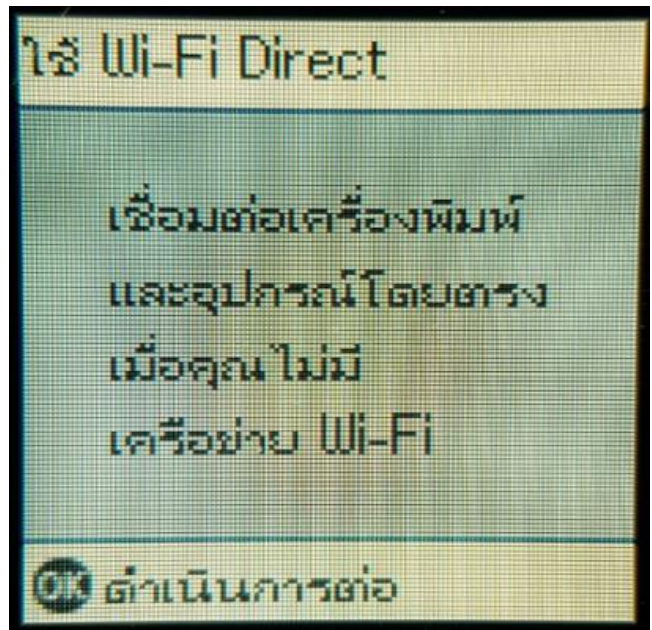 ใช้ Wi-Fi Direct
เชื่อมต่อเครื่องพิมพ์
และอุปกรณ์โดยตรง
เมื่อคุณไม่มี
เครือข่าย Wi-Fi
OK ดำเนินการต่อ